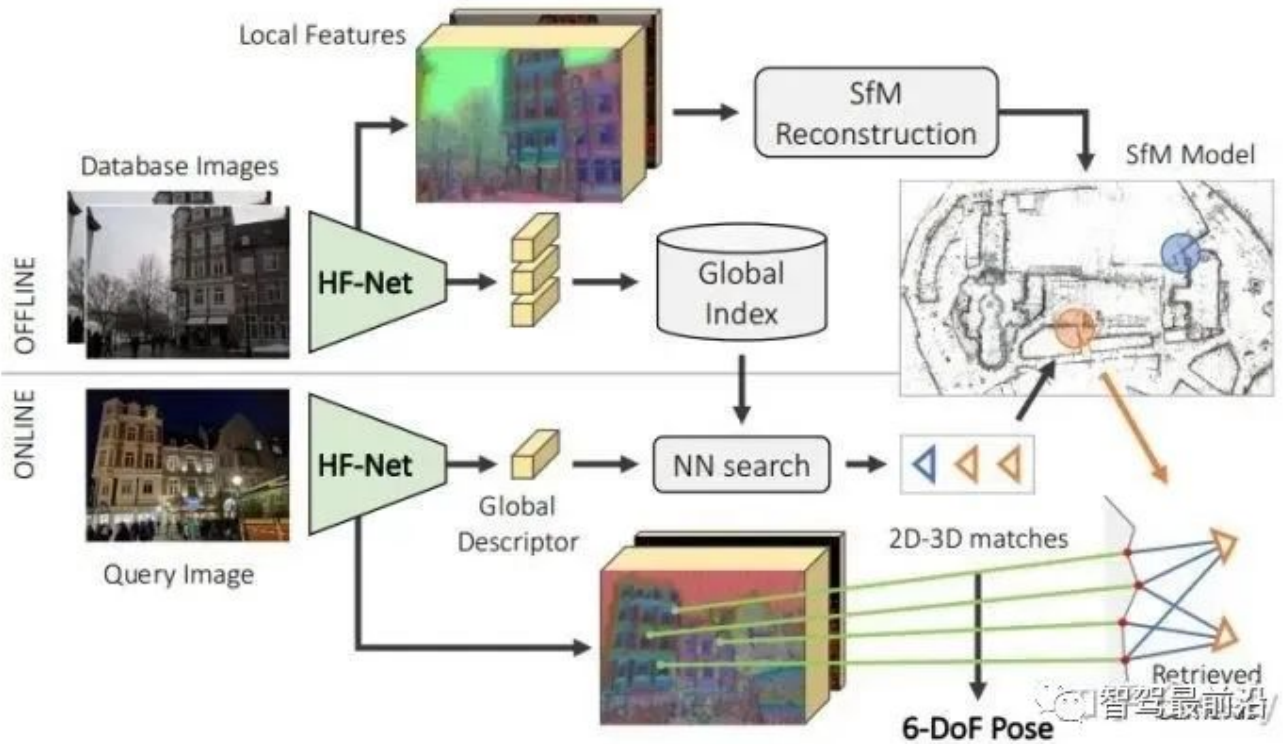 Local Features
SfM
Reconstruction
Database Images
SfM Model
OFFLINE
HF-Net
Global
Index
ONLINE
HF-Net
NN search
Global
Descriptor
2D-3D matches
Query Image
Retrieved
智驾最前沿
6-DoF Pose